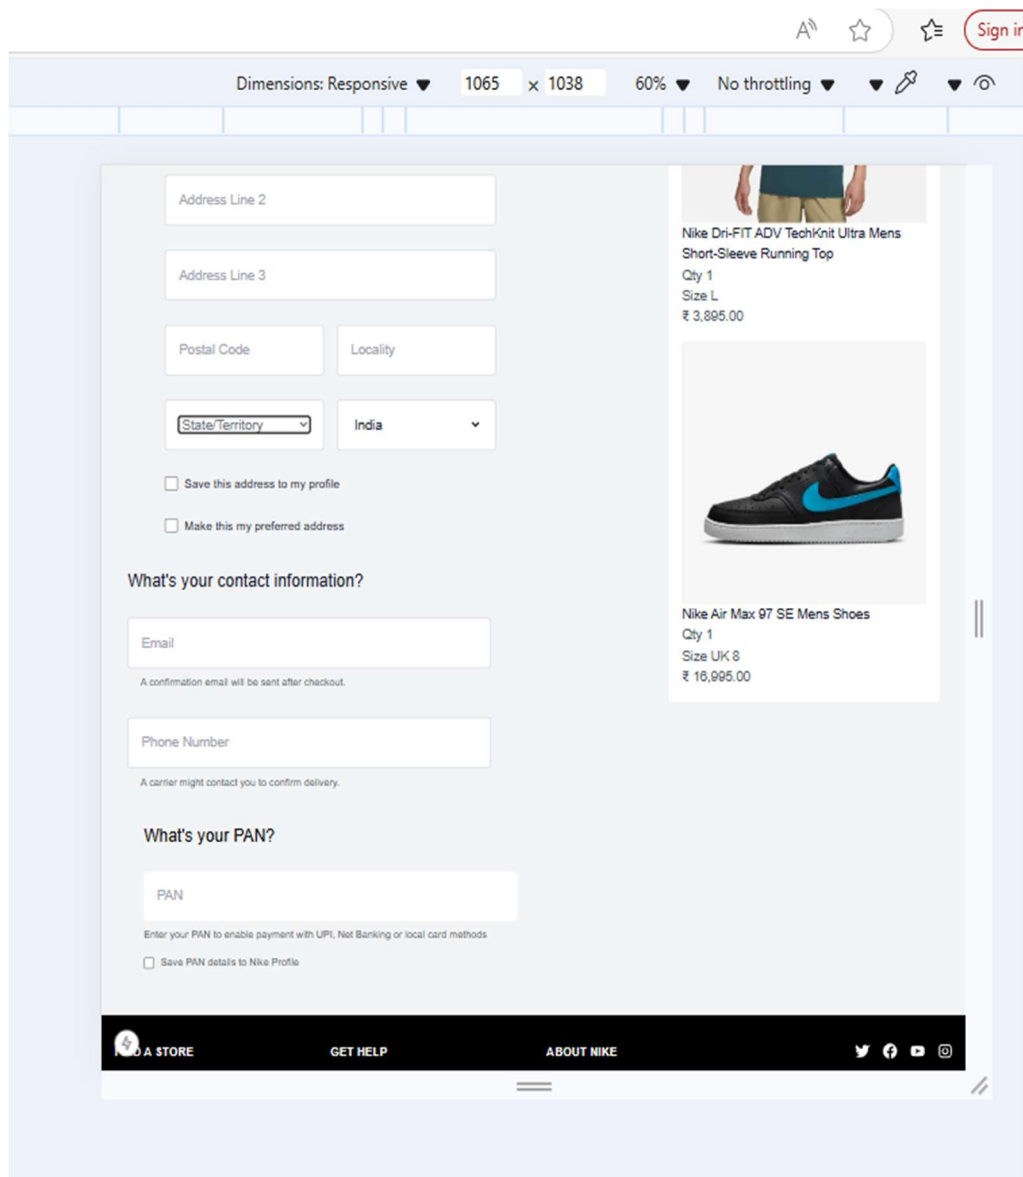 Sign in
Dimensions: Responsive 1065 x 1038 60% No throttling
Address Line 2
Address Line 3
Postal Code Locality
State/Territory India
Save this address to my profile
Make this my preferred address
What's your contact information?
Email
A confirmation email will be sent after checkout.
Phone Number
A carrier might contact you to confirm delivery.
What's your PAN?
PAN
Enter your PAN to enable payment with UPI, Net Banking or local card methods
Save PAN details to Nike Profile
Nike Dri-FIT ADV TechKnit Ultra Mens
Short-Sleeve Running Top
Qty 1
Size L
₹ 3,895.00
Nike Air Max 97 SE Mens Shoes
Qty 1
Size UK 8
₹ 16,995.00
A STORE GET HELP ABOUT NIKE